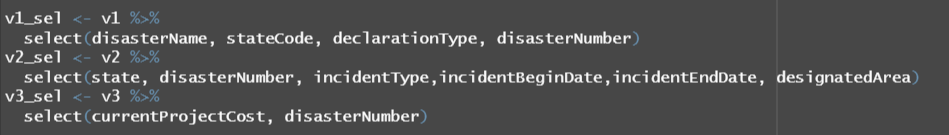 v1_sel <- v1 %>%
  select(disasterName, stateCode, declarationType, disasterNumber)
v2_sel <- v2 %>%
  select(state, disasterNumber, incidentType,incidentBeginDate,incidentEndDate, designatedArea)
v3_sel <- v3 %>%
  select(currentProjectCost, disasterNumber)